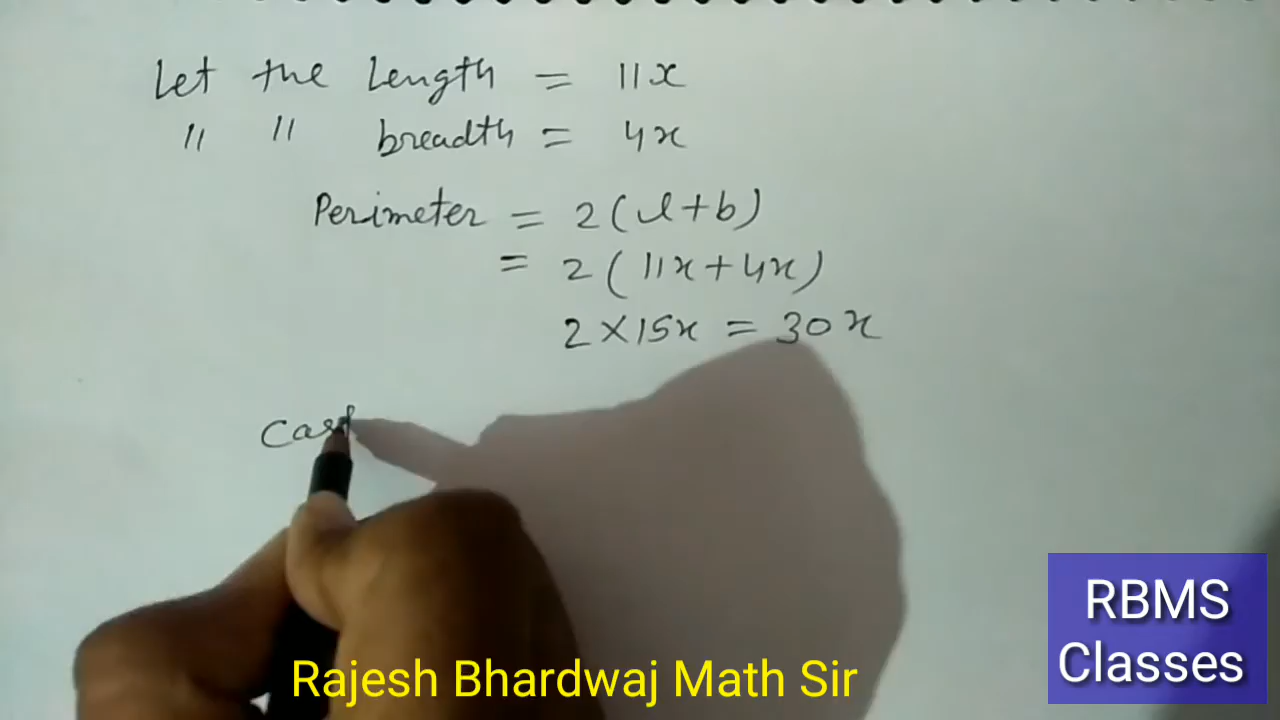 Let the Length = 11x
" " breadth = 4x
Perimeter = 2(l+b)
= 2(11x+4x)
2×15x = 30x
RBMS
Classes
Rajesh Bhardwaj Math Sir